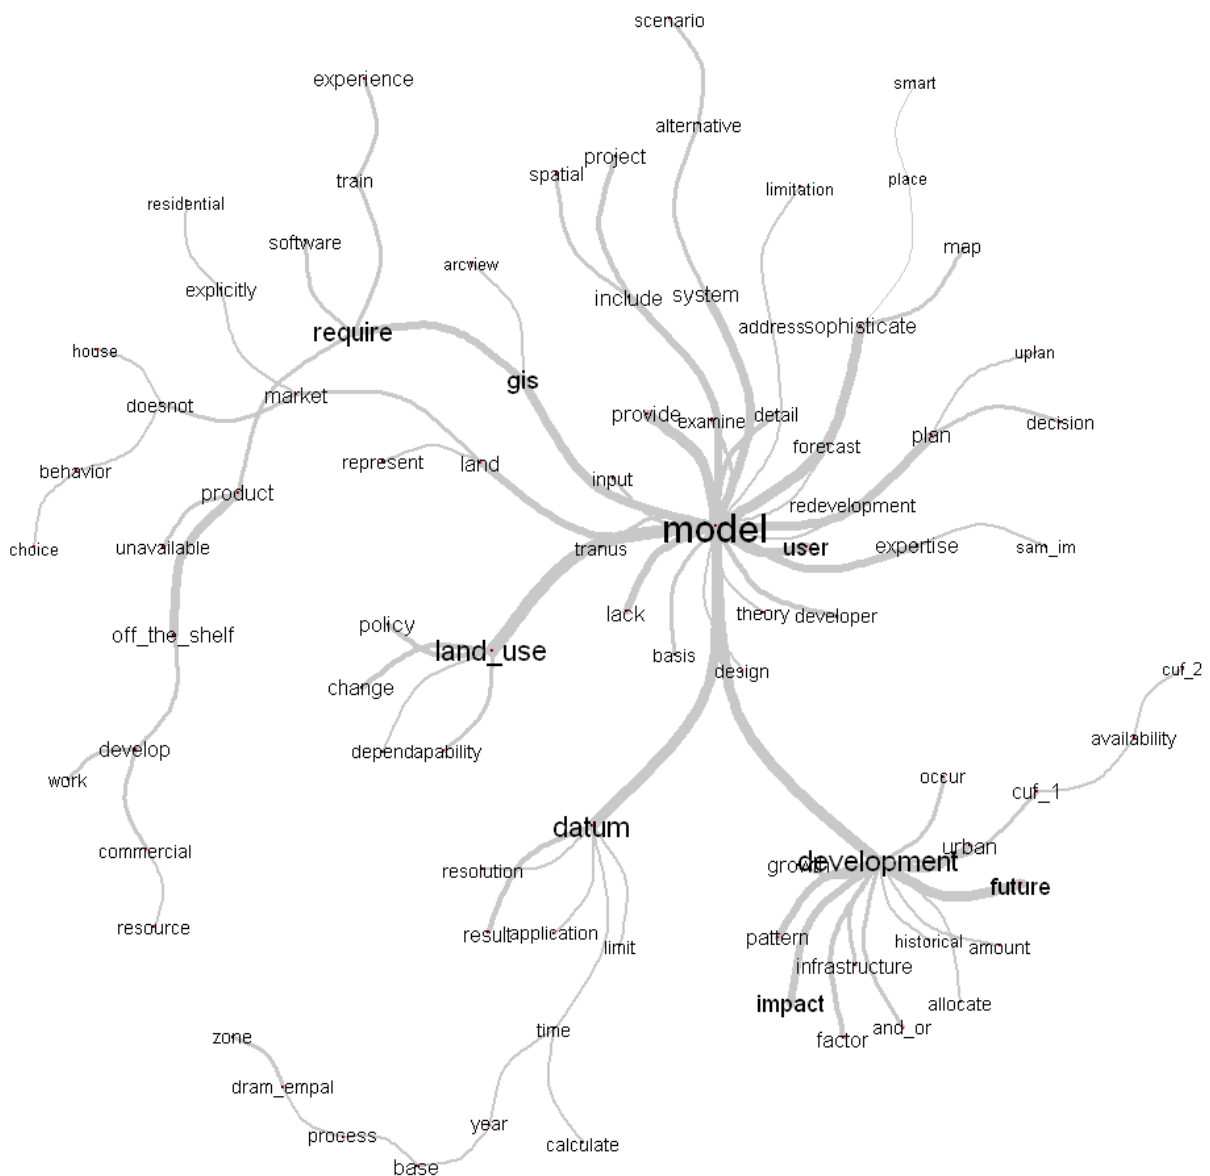 scenario
experience
smart
alternative
project
spatial
train
place
limitation
residential
software
map
arcview
explicitly
include
system
addresssophisticate
require
house
uplan
gis
market
doesnot
provide
examine
detail
decision
plan
forecast
represent
land
behavior
input
product
redevelopment
model
choice
unavailable
tranus
user
expertise
sam_im
lack
theory
developer
policy
off_the_shelf
land_use
basis
design
cuf_2
change
availability
dependapability
develop
work
occur
cuf_1
datum
urban
commercial
growth
development
resolution
future
resource
resultapplication
limit
pattern
historical
amount
infrastructure
impact
allocate
time
and_or
factor
zone
dram_empal
year
process
calculate
base